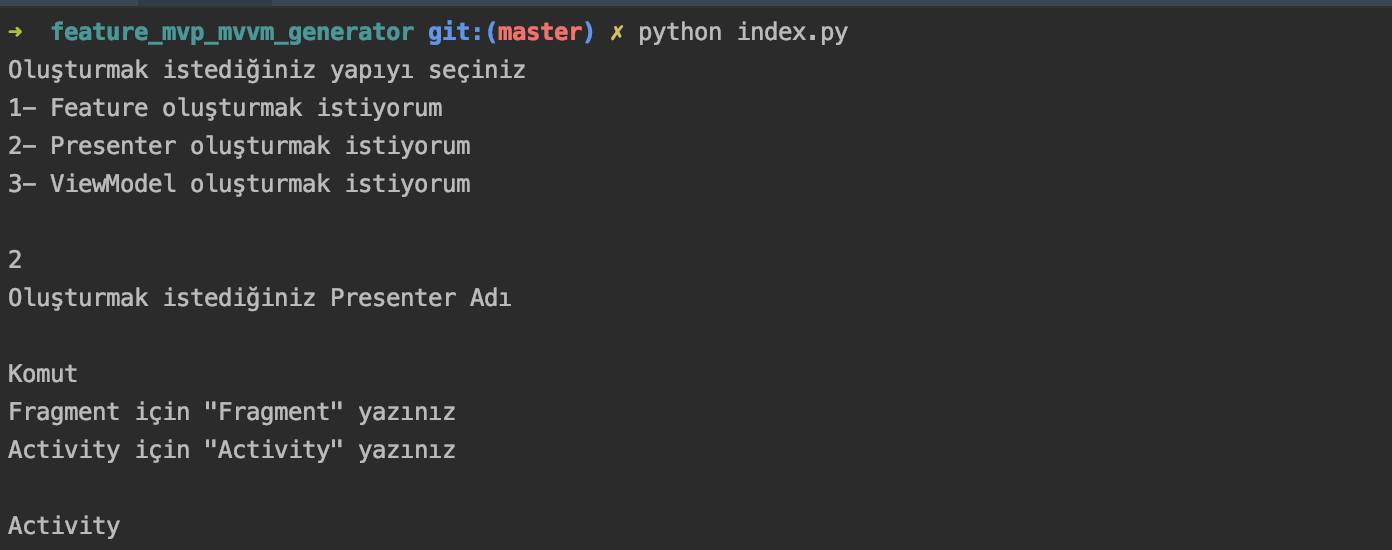 ➜ feature_mvp_mvvm_generator git:(master) ✗ python index.py
Oluşturmak istediğiniz yapıyı seçiniz
1- Feature oluşturmak istiyorum
2- Presenter oluşturmak istiyorum
3- ViewModel oluşturmak istiyorum
2
Oluşturmak istediğiniz Presenter Adı
Komut
Fragment için "Fragment" yazınız
Activity için "Activity" yazınız
Activity